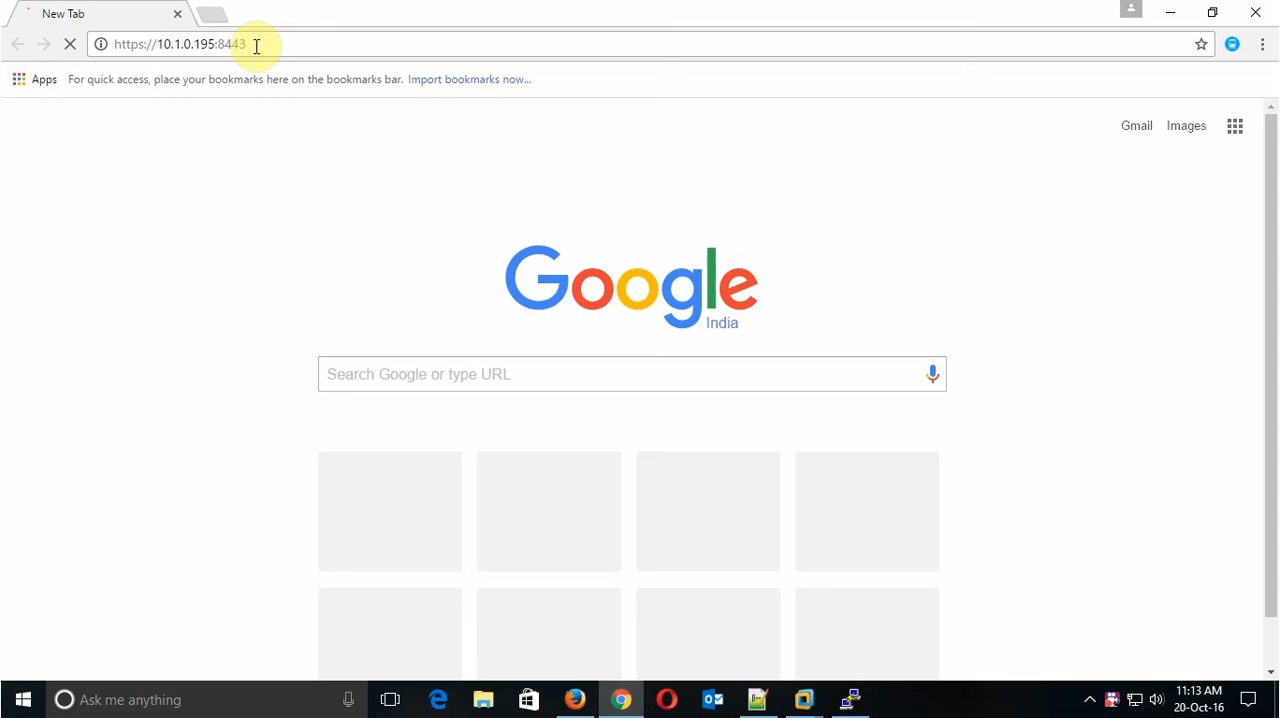 New Tab
https://10.1.0.195:8443
Apps For quick access, place your bookmarks here on the bookmarks bar. Import bookmarks now...
Gmail Images
Google
India
Search Google or type URL
Ask me anything
11:13 AM
20-Oct-16